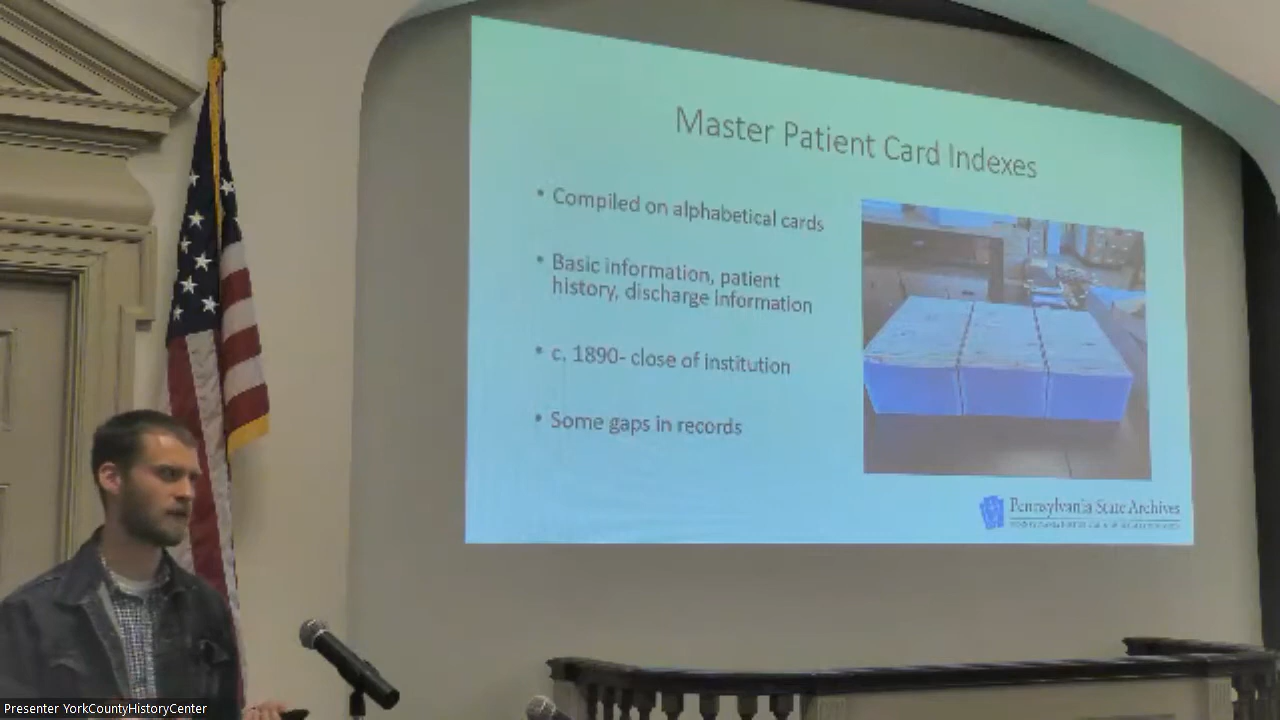 Master Patient Card Indexes
• Compiled on alphabetical cards
• Basic information, patient
history, discharge information
• c. 1890- close of institution
• Some gaps in records
Pennsylvania State Archives
Presenter YorkCountyHistoryCenter